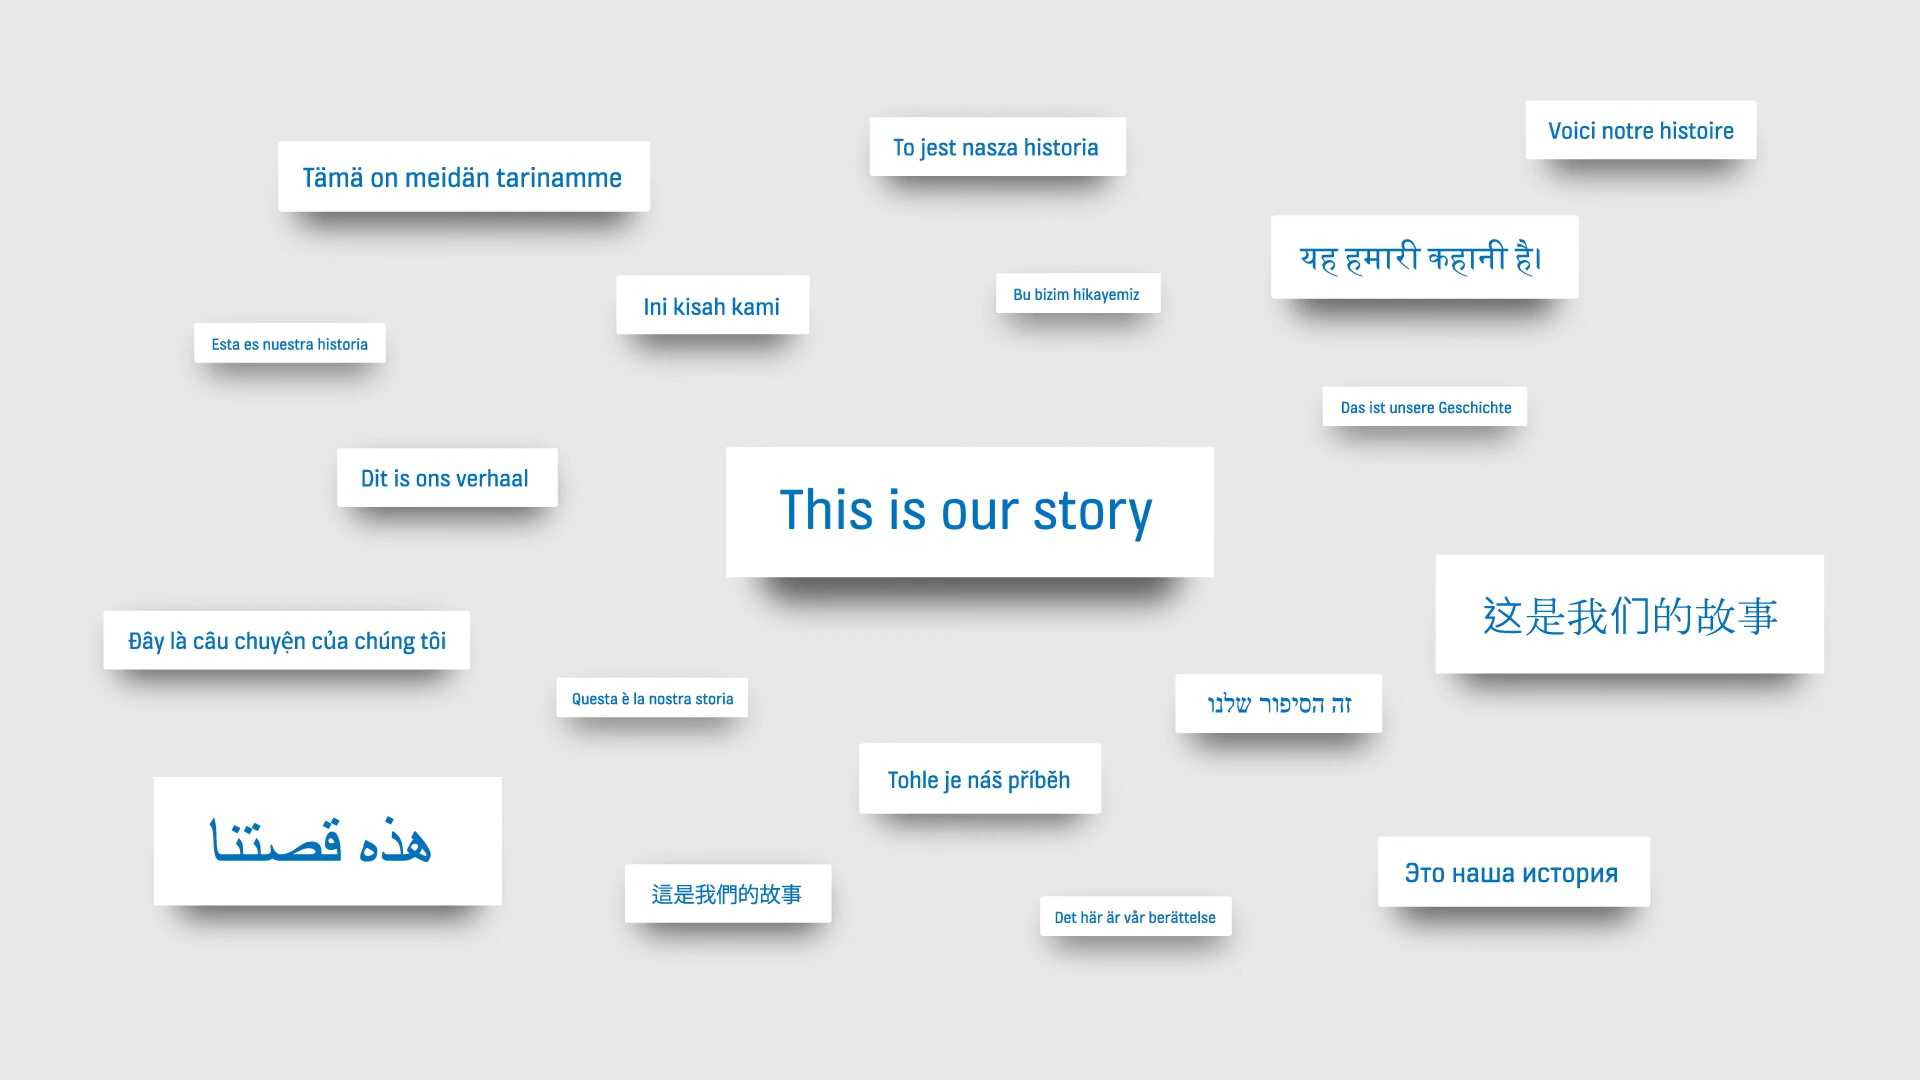 Voici notre histoire
To jest nasza historia
Tämä on meidän tarinamme
यह हमारी कहानी है।
Bu bizim hikayemiz
Ini kisah kami
Esta es nuestra historia
Das ist unsere Geschichte
Dit is ons verhaal
This is our story
这是我们的故事
Đây là câu chuyện của chúng tôi
Questa è la nostra storia
זה הסיפור שלנו
Tohle je náš příběh
هذه قصتنا
Это наша история
這是我們的故事
Det här är vår berättelse